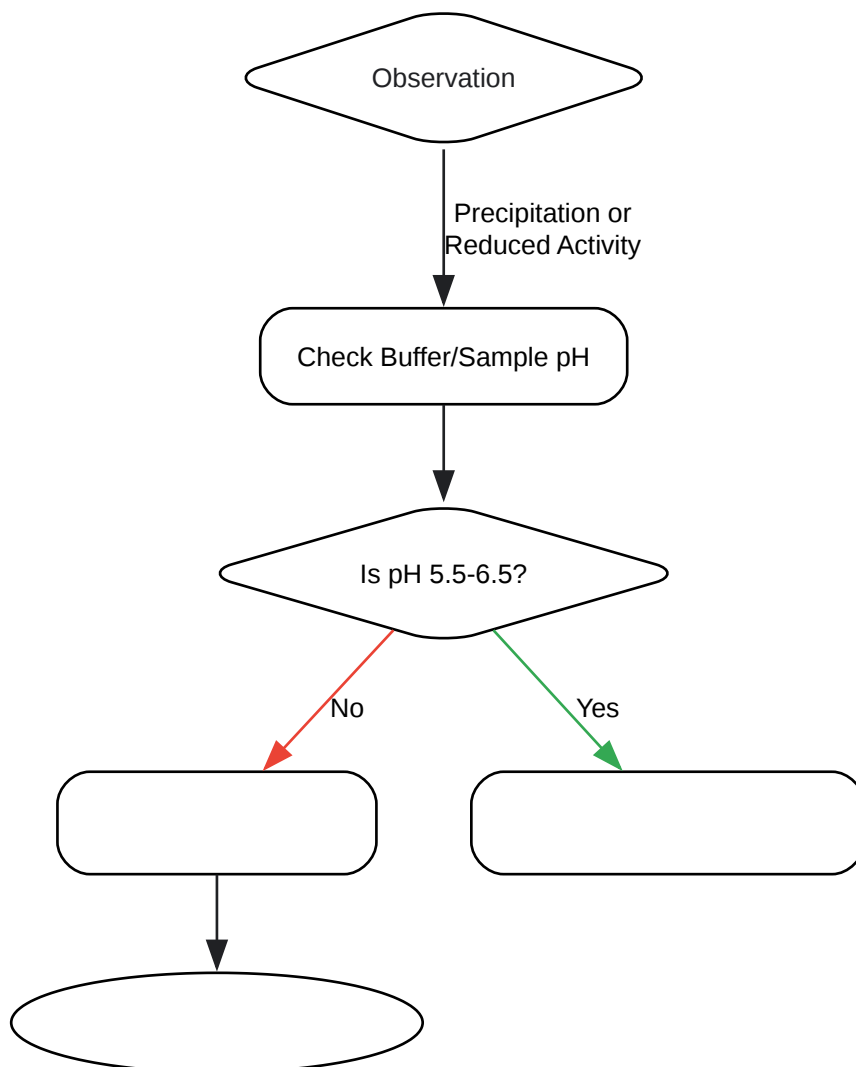 Observation
Precipitation or
Reduced Activity
Check Buffer/Sample pH
Is pH 5.5-6.5?
No
Yes